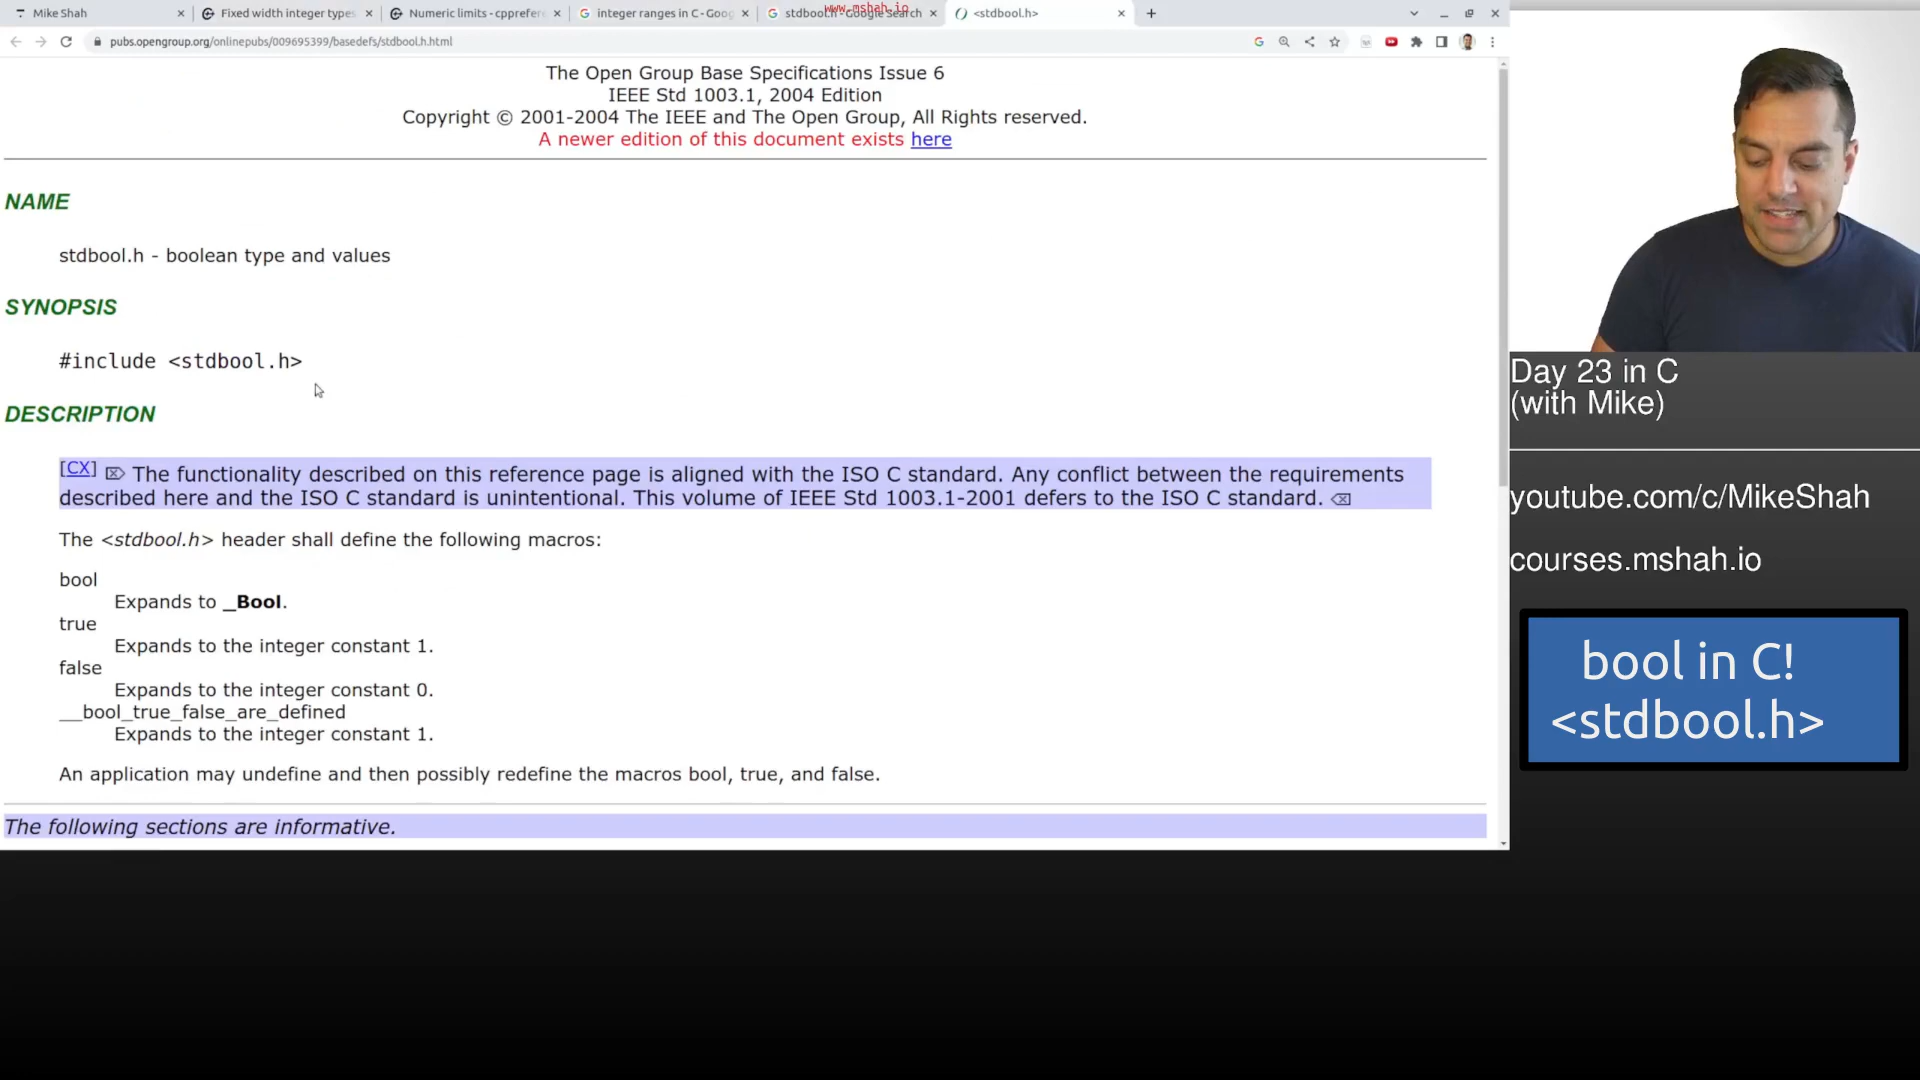 Mike Shah
Fixed width integer types
Numeric limits - cpprefere
integer ranges in C - Goog
stdbool.h - Google Search
<stdbool.h>
www.mshah.io
pubs.opengroup.org/onlinepubs/009695399/basedefs/stdbool.h.html
The Open Group Base Specifications Issue 6
IEEE Std 1003.1, 2004 Edition
Copyright © 2001-2004 The IEEE and The Open Group, All Rights reserved.
A newer edition of this document exists here
NAME
stdbool.h - boolean type and values
SYNOPSIS
#include <stdbool.h>
DESCRIPTION
[CX] The functionality described on this reference page is aligned with the ISO C standard. Any conflict between the requirements
described here and the ISO C standard is unintentional. This volume of IEEE Std 1003.1-2001 defers to the ISO C standard.
The <stdbool.h> header shall define the following macros:
bool
Expands to _Bool.
true
Expands to the integer constant 1.
false
Expands to the integer constant 0.
__bool_true_false_are_defined
Expands to the integer constant 1.
An application may undefine and then possibly redefine the macros bool, true, and false.
The following sections are informative.
Day 23 in C
(with Mike)
youtube.com/c/MikeShah
courses.mshah.io
bool in C!
<stdbool.h>